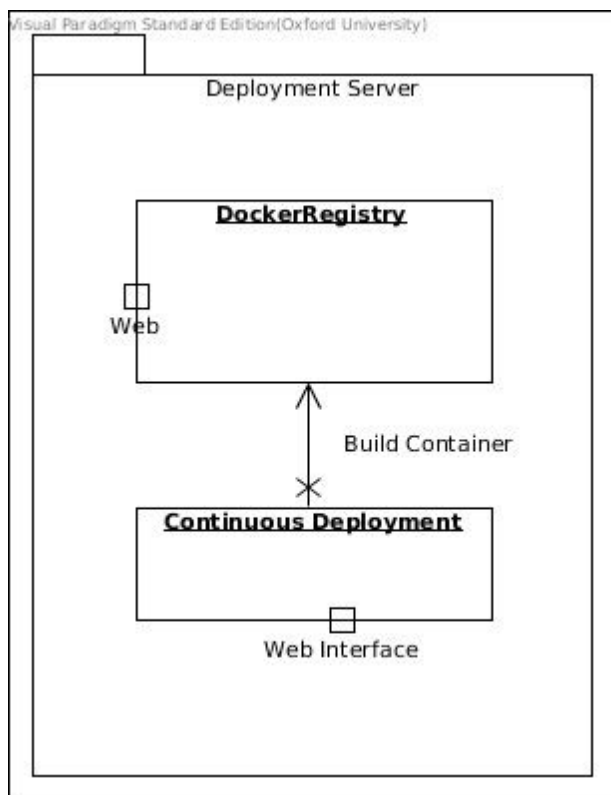 Visual Paradigm Standard Edition(Oxford University)
Deployment Server
DockerRegistry
Web
Build Container
Continuous Deployment
Web Interface